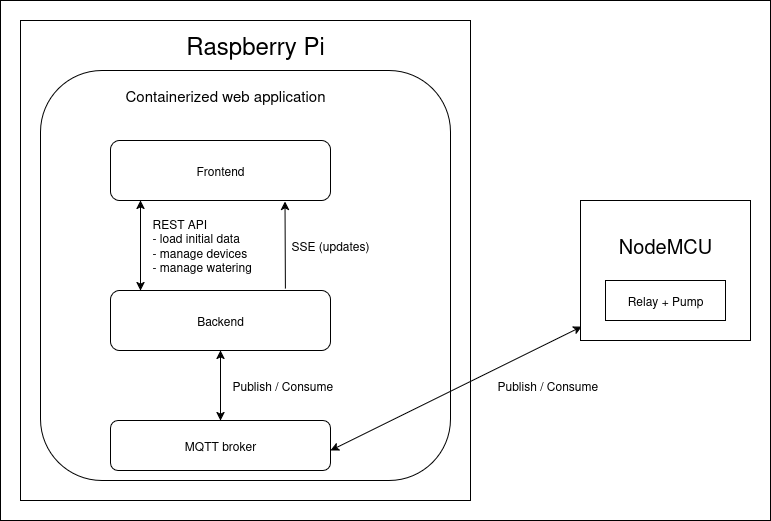 Raspberry Pi
Containerized web application
Frontend
REST API
- load initial data
- manage devices
- manage watering
SSE (updates)
Backend
Publish / Consume
MQTT broker
NodeMCU
Relay + Pump
Publish / Consume